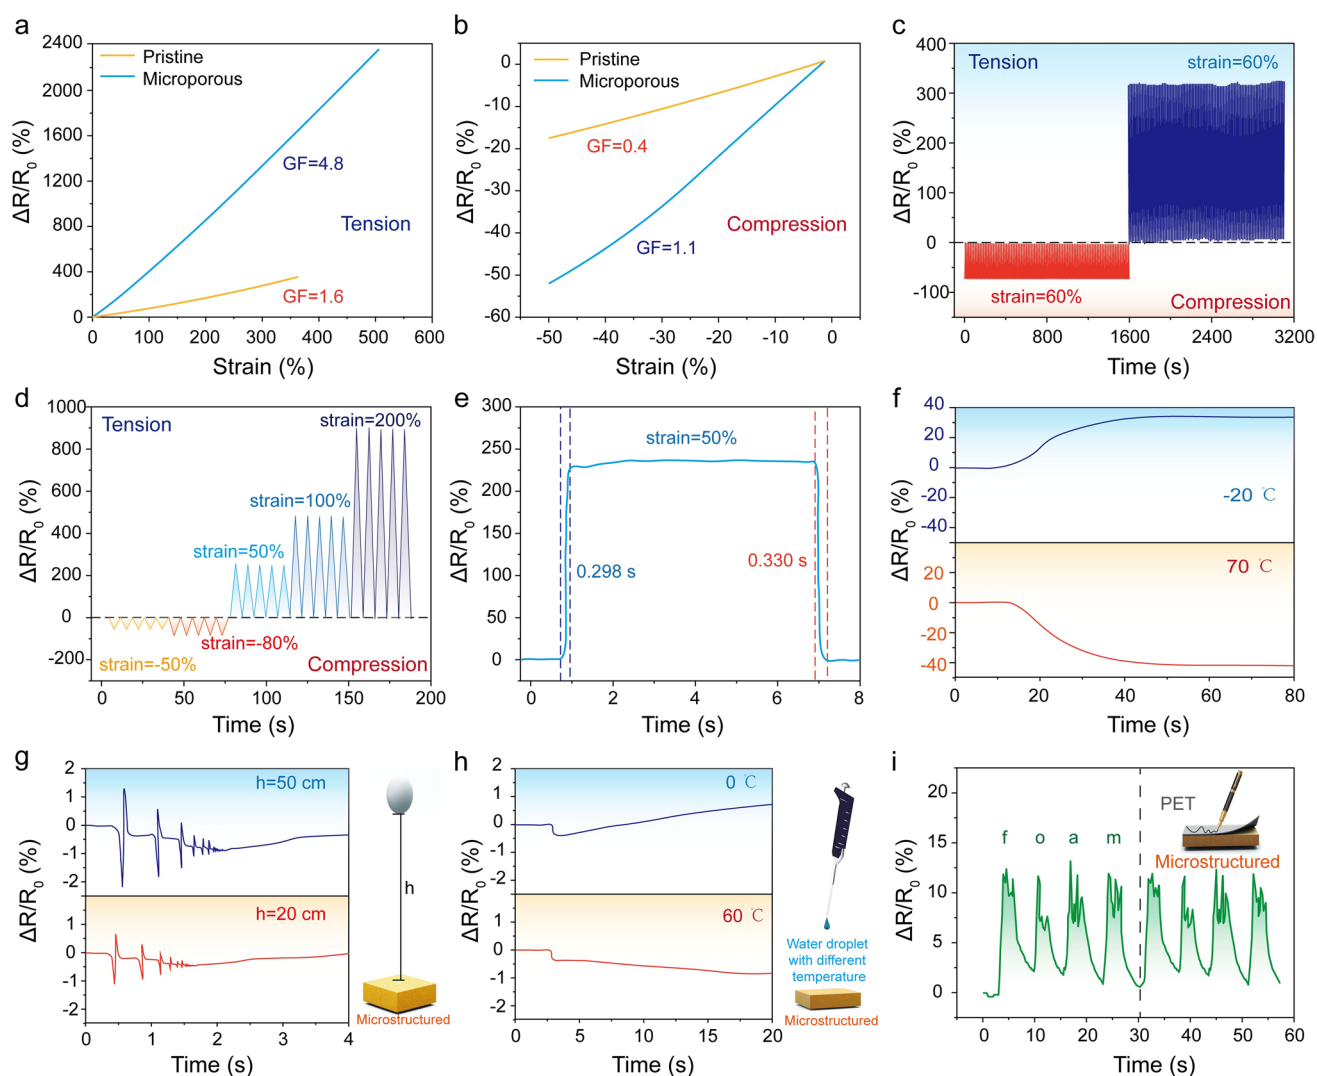 a
2400
2000
1600
1200
800
400
0
ΔR/R0 (%)
Pristine
Microporous
GF=4.8
Tension
GF=1.6
0 100 200 300 400 500 600
Strain (%)
b
0
-10
-20
-30
-40
-50
-60
ΔR/R0 (%)
Pristine
Microporous
GF=0.4
Compression
GF=1.1
-50 -40 -30 -20 -10 0
Strain (%)
c
400
300
200
100
0
-100
ΔR/R0 (%)
Tension
strain=60%
strain=60%
Compression
0 800 1600 2400 3200
Time (s)
d
1000
800
600
400
200
0
-200
ΔR/R0 (%)
Tension
strain=200%
strain=100%
strain=50%
strain=-80%
strain=-50%
Compression
0 50 100 150 200
Time (s)
e
300
250
200
150
100
50
0
ΔR/R0 (%)
strain=50%
0.298 s
0.330 s
0 2 4 6 8
Time (s)
f
40
20
0
-20
-40
20
0
-20
-40
ΔR/R0 (%)
-20 ℃
70 ℃
0 20 40 60 80
Time (s)
g
2
1
0
-1
-2
1
0
-1
-2
ΔR/R0 (%)
h=50 cm
h=20 cm
0 1 2 3 4
Time (s)
h
Microstructured
h
2
1
0
-1
-2
1
0
-1
-2
ΔR/R0 (%)
0 ℃
60 ℃
0 5 10 15 20
Time (s)
Water droplet
with different
temperature
Microstructured
i
20
15
10
5
0
ΔR/R0 (%)
PET
f o a m
Microstructured
0 10 20 30 40 50 60
Time (s)